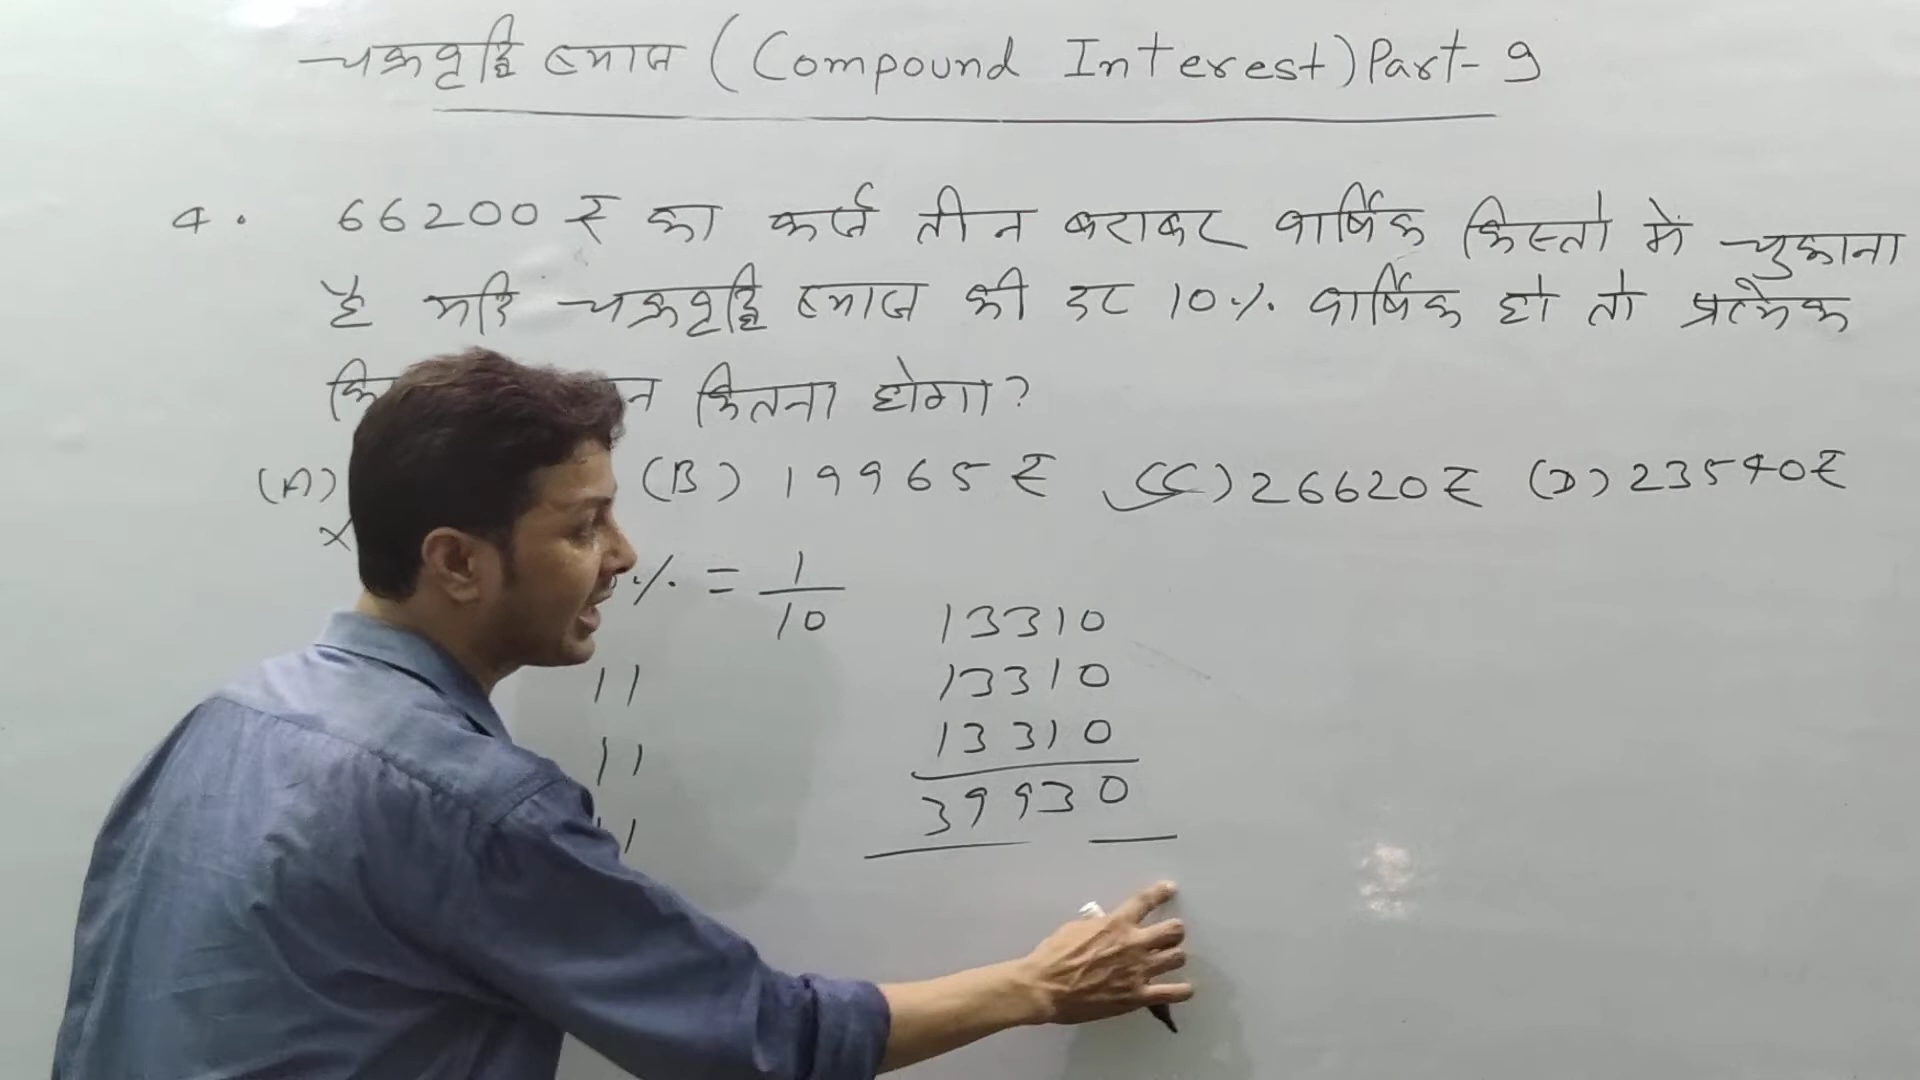 चक्रवृद्धि ब्याज (Compound Interest) Part-9
4. 66200 ₹ का कर्ज तीन बराबर वार्षिक किस्तो में चुकाना
है यदि चक्रवृद्धि ब्याज की दर 10% वार्षिक हो तो प्रत्येक
कितना होगा?
(A) (B) 19965 ₹ (C) 26620 ₹ (D) 23540 ₹
% = 1/10
11
11
13310
13310
13310
39930